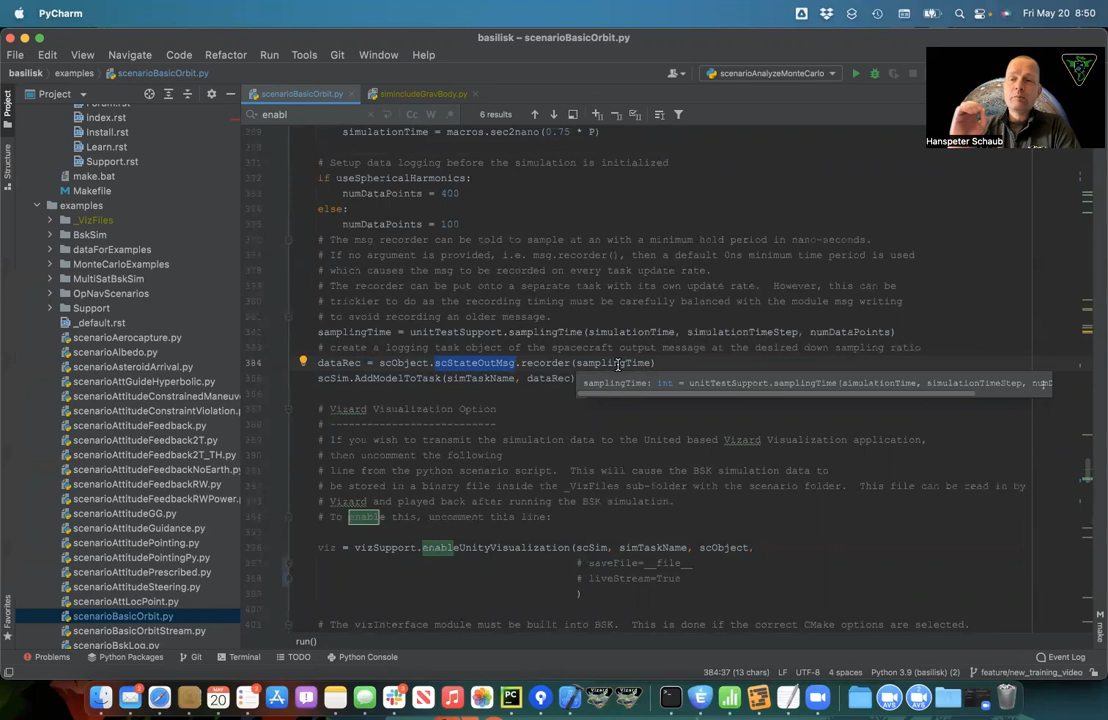 PyCharm
Fri May 20 8:50
basilisk – scenarioBasicOrbit.py
File Edit View Navigate Code Refactor Run Tools Git Window Help
basilisk examples scenarioBasicOrbit.py
scenarioAnalyzeMonteCarlo
Project
scenarioBasicOrbit.py
simIncludeGravBody.py
enabl
Cc W .*
6 results
index.rst
Install.rst
Learn.rst
Support.rst
make.bat
Makefile
examples
_VizFiles
BskSim
dataForExamples
MonteCarloExamples
MultiSatBskSim
OpNavScenarios
Support
_default.rst
scenarioAerocapture.py
scenarioAlbedo.py
scenarioAsteroidArrival.py
scenarioAttGuideHyperbolic.py
scenarioAttitudeConstrainedManeuv
scenarioAttitudeConstraintViolation.p
scenarioAttitudeFeedback.py
scenarioAttitudeFeedback2T.py
scenarioAttitudeFeedback2T_TH.py
scenarioAttitudeFeedbackNoEarth.py
scenarioAttitudeFeedbackRW.py
scenarioAttitudeFeedbackRWPower.
scenarioAttitudeGG.py
scenarioAttitudeGuidance.py
scenarioAttitudePointing.py
scenarioAttitudePointingPy.py
scenarioAttitudePrescribed.py
scenarioAttitudeSteering.py
scenarioAttLocPoint.py
scenarioBasicOrbit.py
scenarioBasicOrbitStream.py
scenarioBskLog.py
simulationTime = macros.sec2nano(0.75 * P)
# Setup data logging before the simulation is initialized
if useSphericalHarmonics:
numDataPoints = 400
else:
numDataPoints = 100
# The msg recorder can be told to sample at an with a minimum hold period in nano-seconds.
# If no argument is provided, i.e. msg.recorder(), then a default 0ns minimum time period is used
# which causes the msg to be recorded on every task update rate.
# The recorder can be put onto a separate task with its own update rate.  However, this can be
# trickier to do as the recording timing must be carefully balanced with the module msg writing
# to avoid recording an older message.
samplingTime = unitTestSupport.samplingTime(simulationTime, simulationTimeStep, numDataPoints)
# create a logging task object of the spacecraft output message at the desired down sampling ratio
384 dataRec = scObject.scStateOutMsg.recorder(samplingTime)
scSim.AddModelToTask(simTaskName, dataRec)
samplingTime: int = unitTestSupport.samplingTime(simulationTime, simulationTimeStep, numD
# Vizard Visualization Option
# --------------------------
# If you wish to transmit the simulation data to the United based Vizard Visualization application,
# then uncomment the following
# line from the python scenario script.  This will cause the BSK simulation data to
# be stored in a binary file inside the _VizFiles sub-folder with the scenario folder.  This file can be read in by
# Vizard and played back after running the BSK simulation.
# To enable this, uncomment this line:
viz = vizSupport.enableUnityVisualization(scSim, simTaskName, scObject,
# saveFile=__file__
# liveStream=True
)
# The vizInterface module must be built into BSK.  This is done if the correct CMake options are selected.
run()
Hanspeter Schaub
Project
Structure
Favorites
make
Problems Python Packages Git Terminal TODO Python Console Event Log
384:37 (13 chars) LF UTF-8 4 spaces Python 3.9 (basilisk) (2) feature/new_training_video